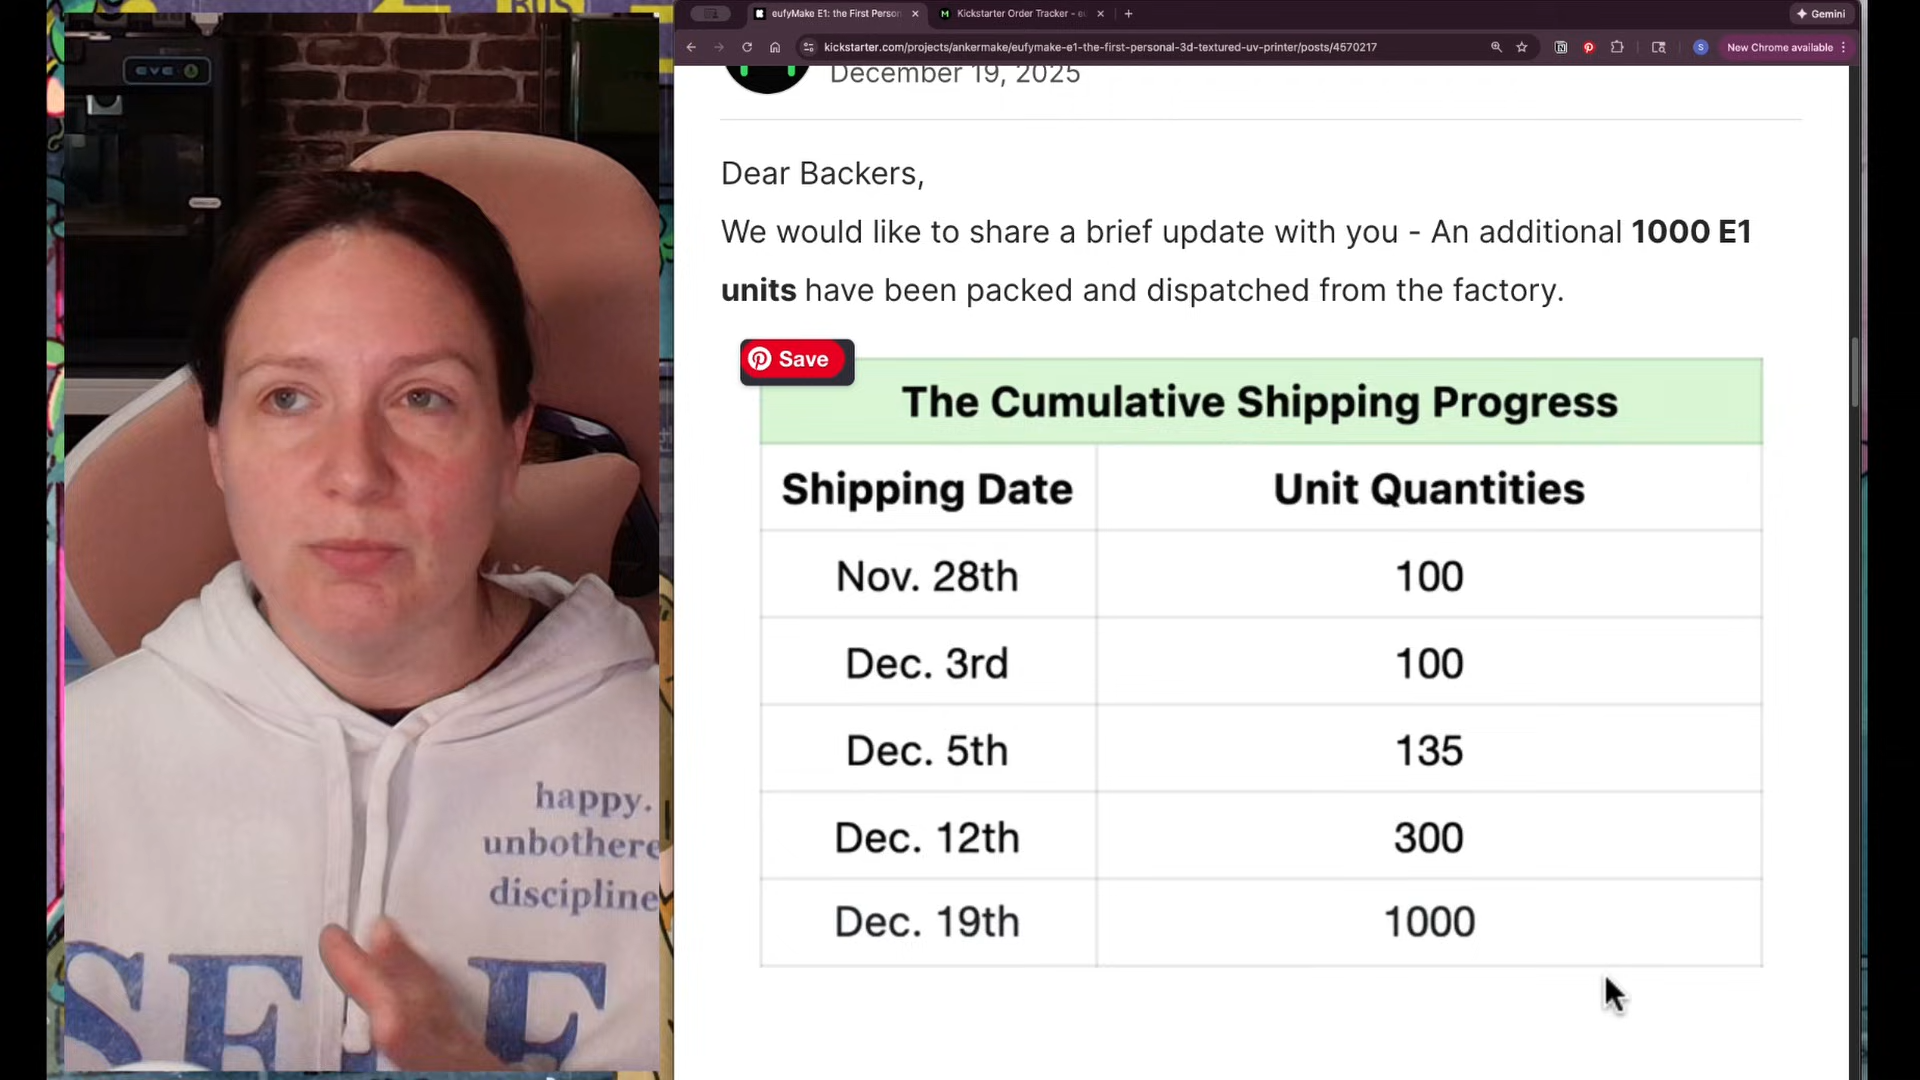 BUS
EVE
happy.
unbothere
discipline
SE F
eufyMake E1: the First Person
Kickstarter Order Tracker - eu
Gemini
kickstarter.com/projects/ankermake/eufymake-e1-the-first-personal-3d-textured-uv-printer/posts/4570217
S
New Chrome available
December 19, 2025
Dear Backers,
We would like to share a brief update with you - An additional 1000 E1
units have been packed and dispatched from the factory.
Save
The Cumulative Shipping Progress
Shipping Date Unit Quantities
Nov. 28th 100
Dec. 3rd 100
Dec. 5th 135
Dec. 12th 300
Dec. 19th 1000